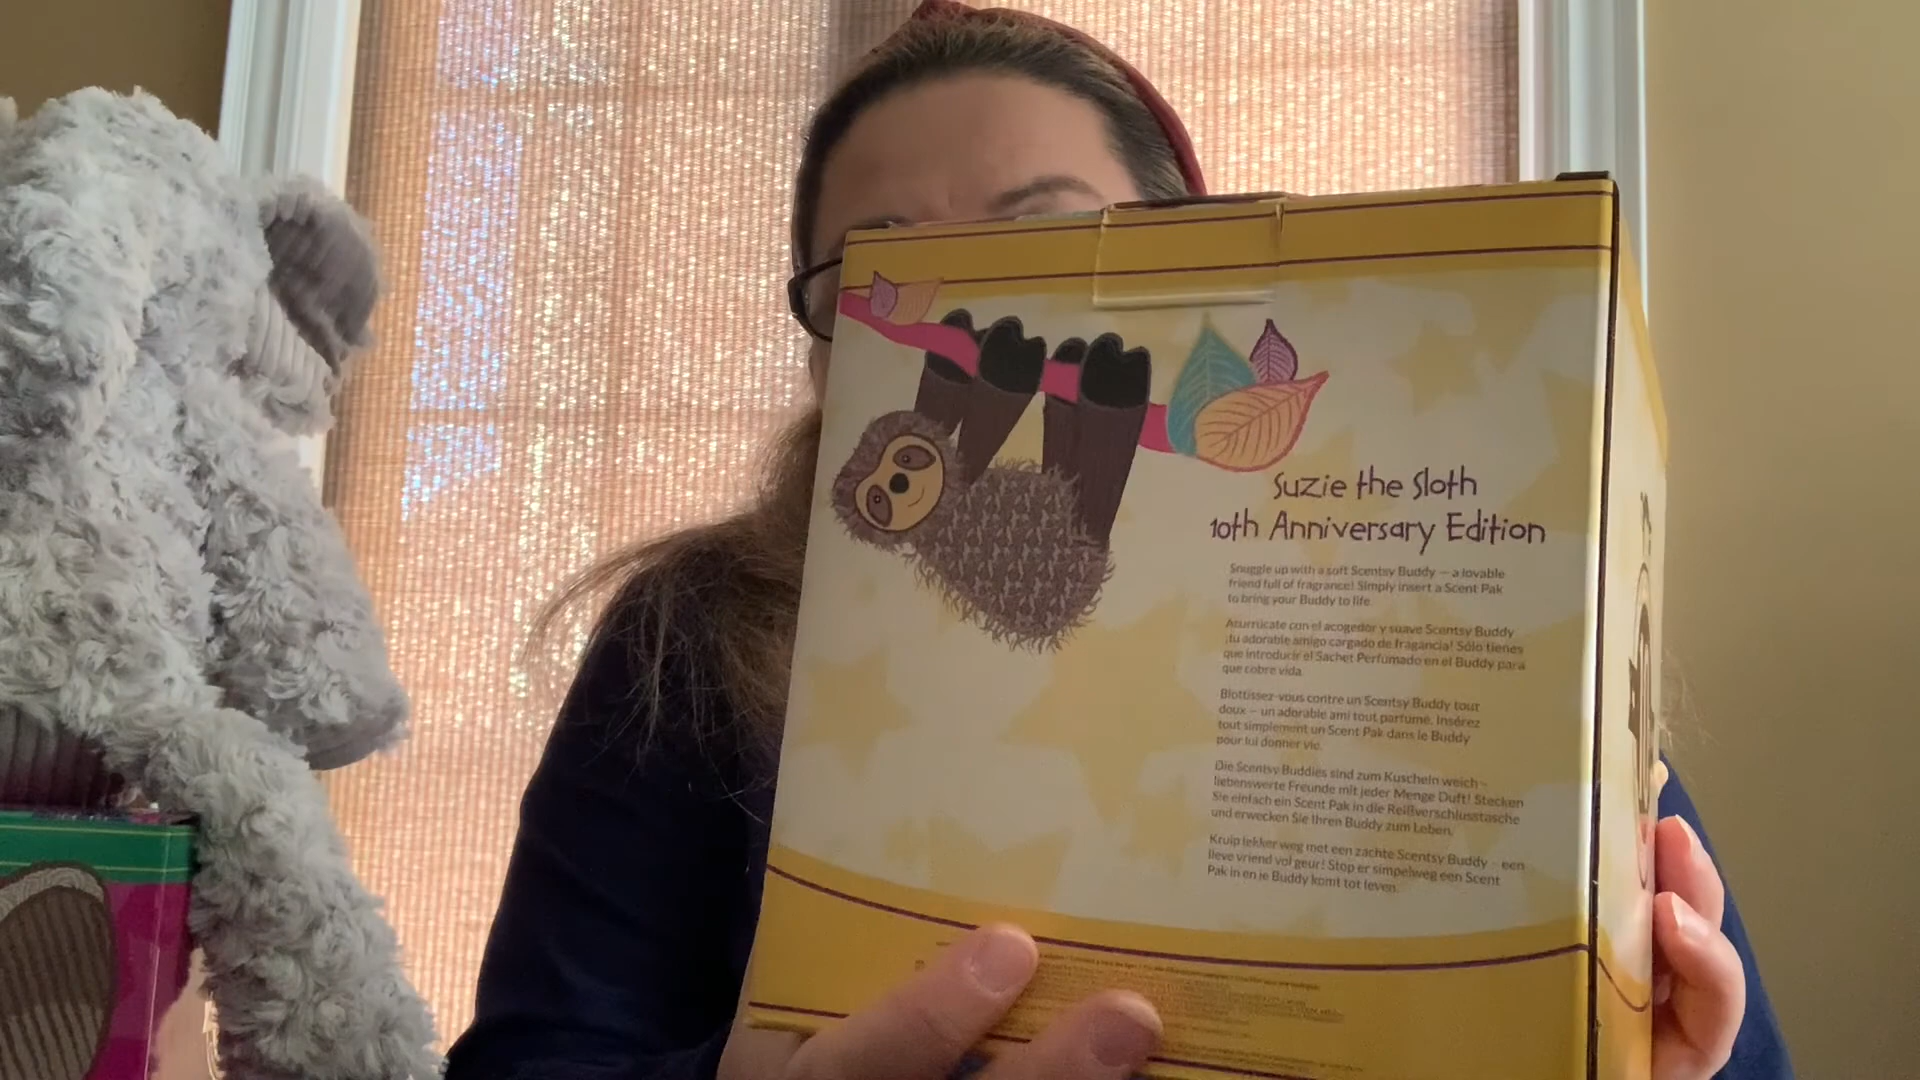 Suzie the Sloth
10th Anniversary Edition
Snuggle up with a soft Scentsy Buddy — a lovable
friend full of fragrance! Simply insert a Scent Pak
to bring your Buddy to life.
Acurrúcate con el acogedor y suave Scentsy Buddy
¡tu adorable amigo cargado de fragancia! Sólo tienes
que introducir el Sachet Perfumado en el Buddy para
que cobre vida.
Blottissez-vous contre un Scentsy Buddy tout
doux — un adorable ami tout parfumé. Insérez
tout simplement un Scent Pak dans le Buddy
pour lui donner vie.
Die Scentsy Buddies sind zum Kuscheln weich –
liebenswerte Freunde mit jeder Menge Duft! Stecken
Sie einfach ein Scent Pak in die Reißverschlusstasche
und erwecken Sie Ihren Buddy zum Leben.
Kruip lekker weg met een zachte Scentsy Buddy – een
lieve vriend vol geur! Stop er simpelweg een Scent
Pak in en je Buddy komt tot leven.